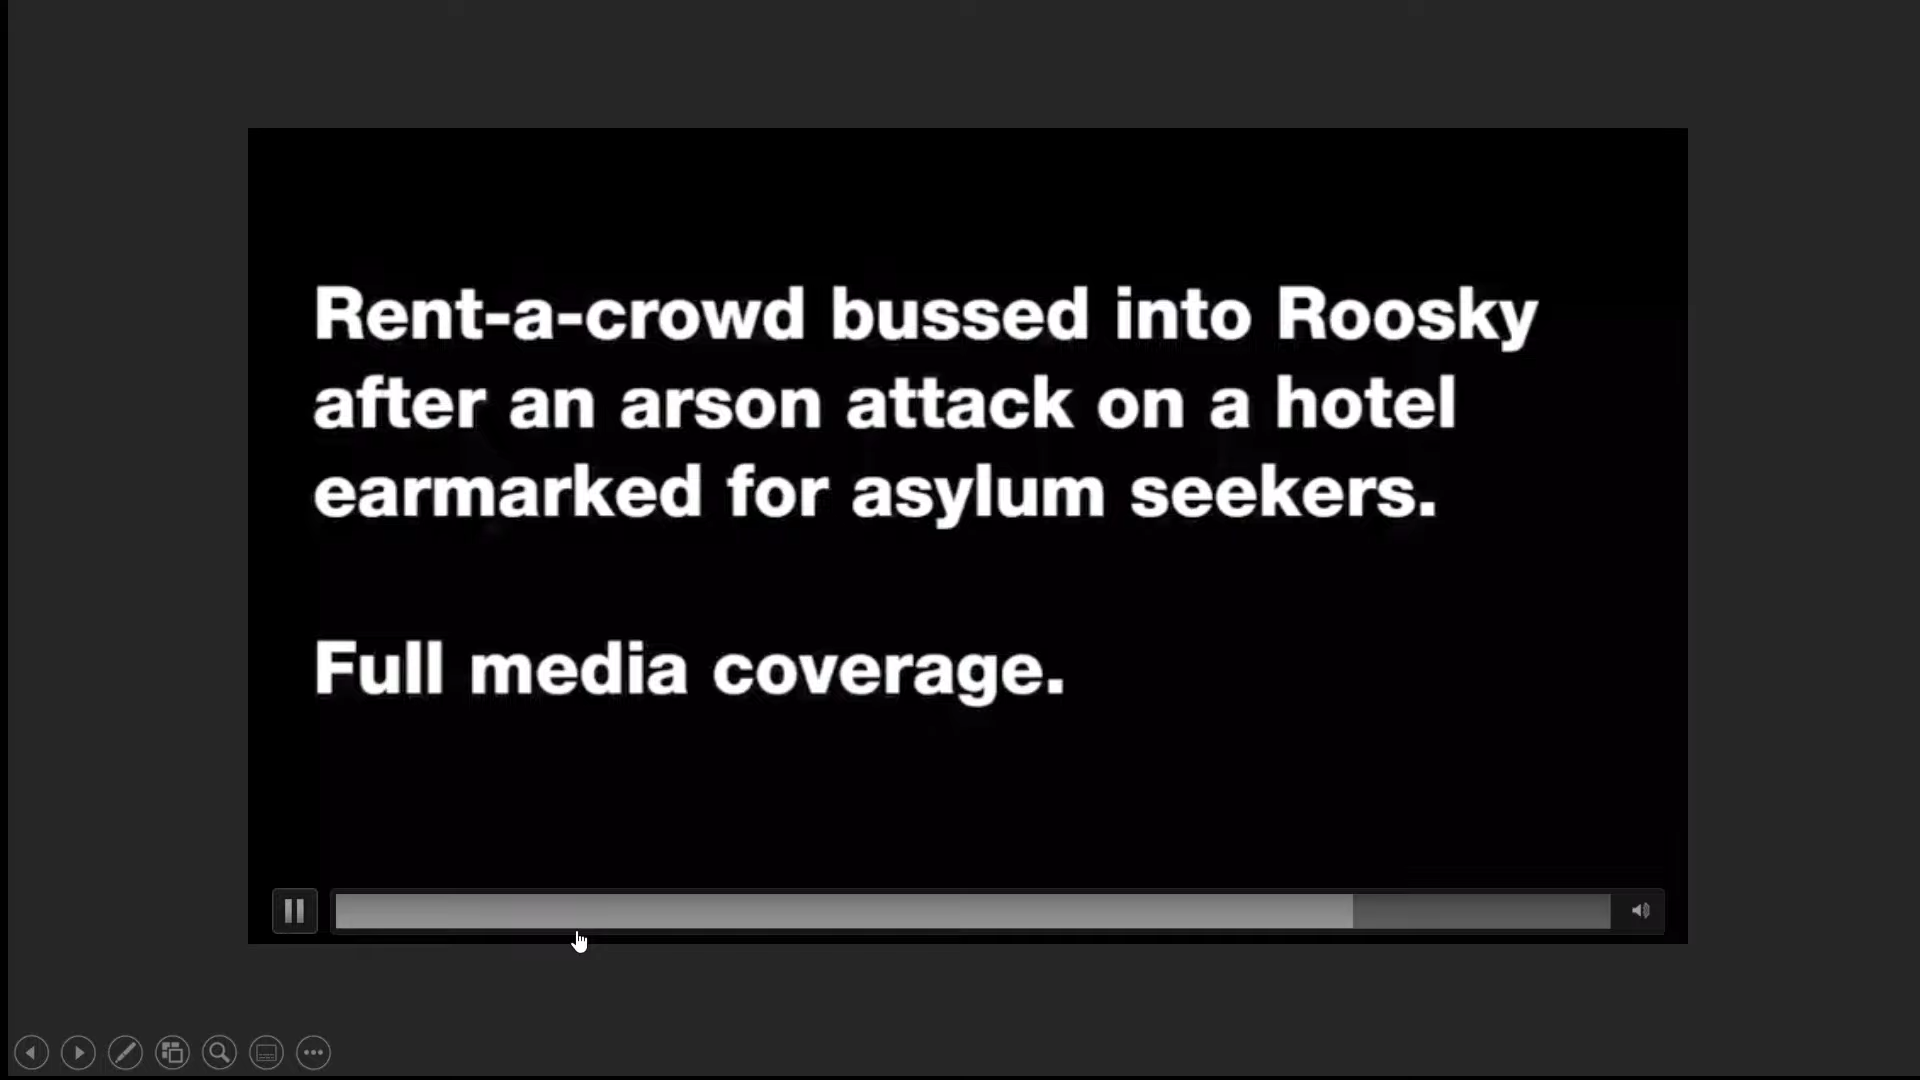 Rent-a-crowd bussed into Roosky
after an arson attack on a hotel
earmarked for asylum seekers.
Full media coverage.